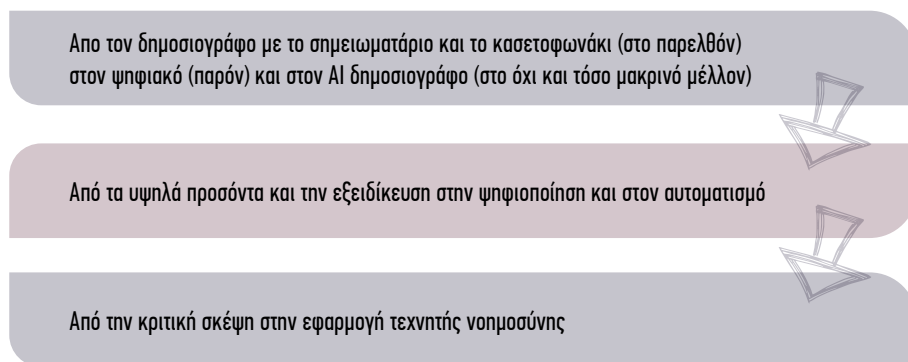 Απο τον δημοσιογράφο με το σημειωματάριο και το κασετοφωνάκι (στο παρελθόν)
στον ψηφιακό (παρόν) και στον AI δημοσιογράφο (στο όχι και τόσο μακρινό μέλλον)
Από τα υψηλά προσόντα και την εξειδίκευση στην ψηφιοποίηση και στον αυτοματισμό
Από την κριτική σκέψη στην εφαρμογή τεχνητής νοημοσύνης